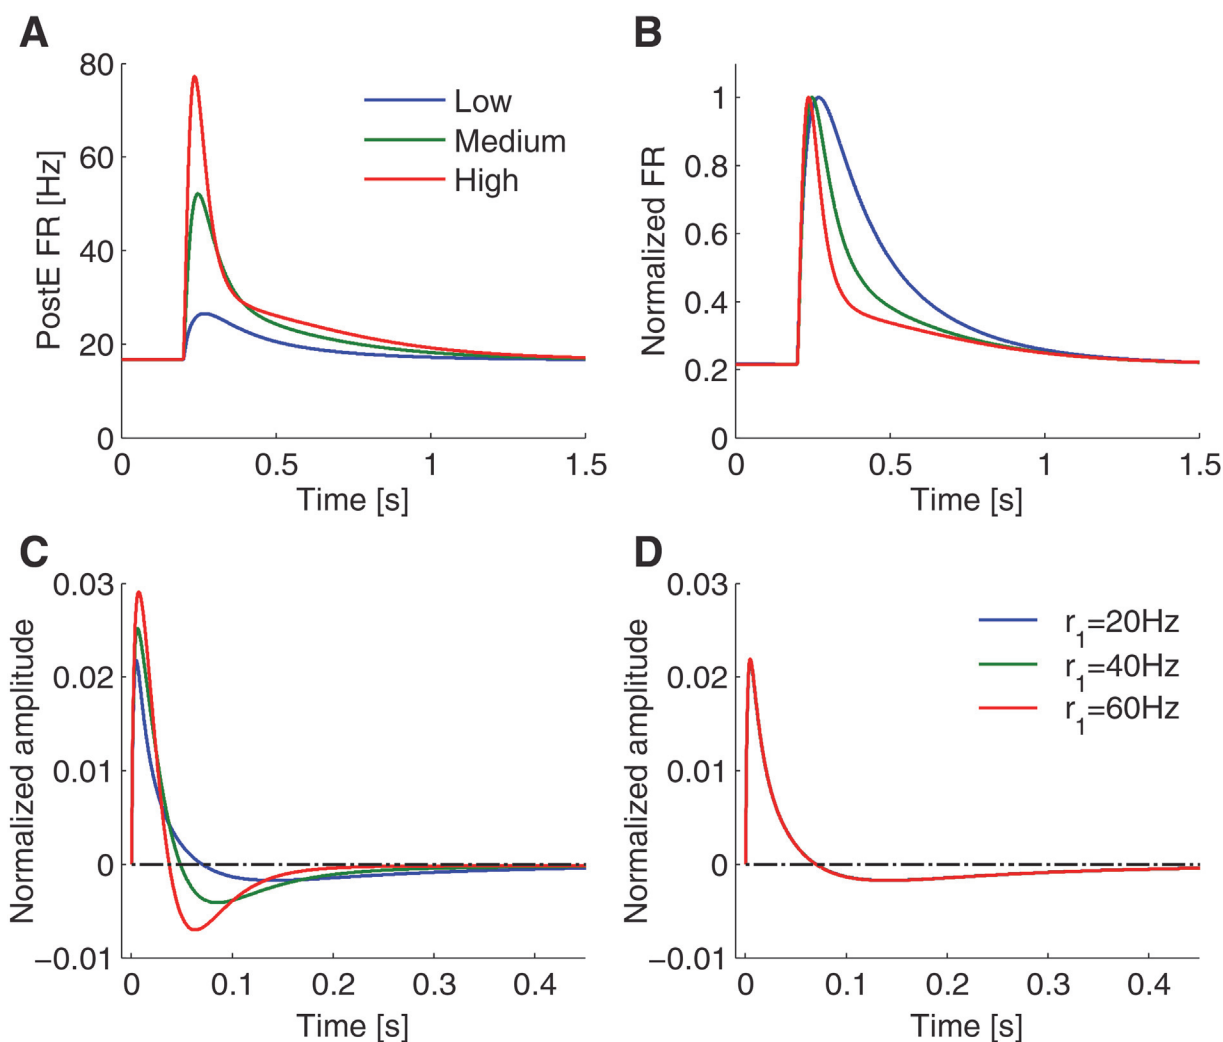 A
PostE FR [Hz]
80
60
40
20
0
0 0.5 1 1.5
Time [s]
Low
Medium
High
B
Normalized FR
1
0.8
0.6
0.4
0.2
0
0 0.5 1 1.5
Time [s]
C
Normalized amplitude
0.03
0.02
0.01
0
−0.01
0 0.1 0.2 0.3 0.4
Time [s]
D
Normalized amplitude
0.03
0.02
0.01
0
−0.01
0 0.1 0.2 0.3 0.4
Time [s]
r1=20Hz
r1=40Hz
r1=60Hz